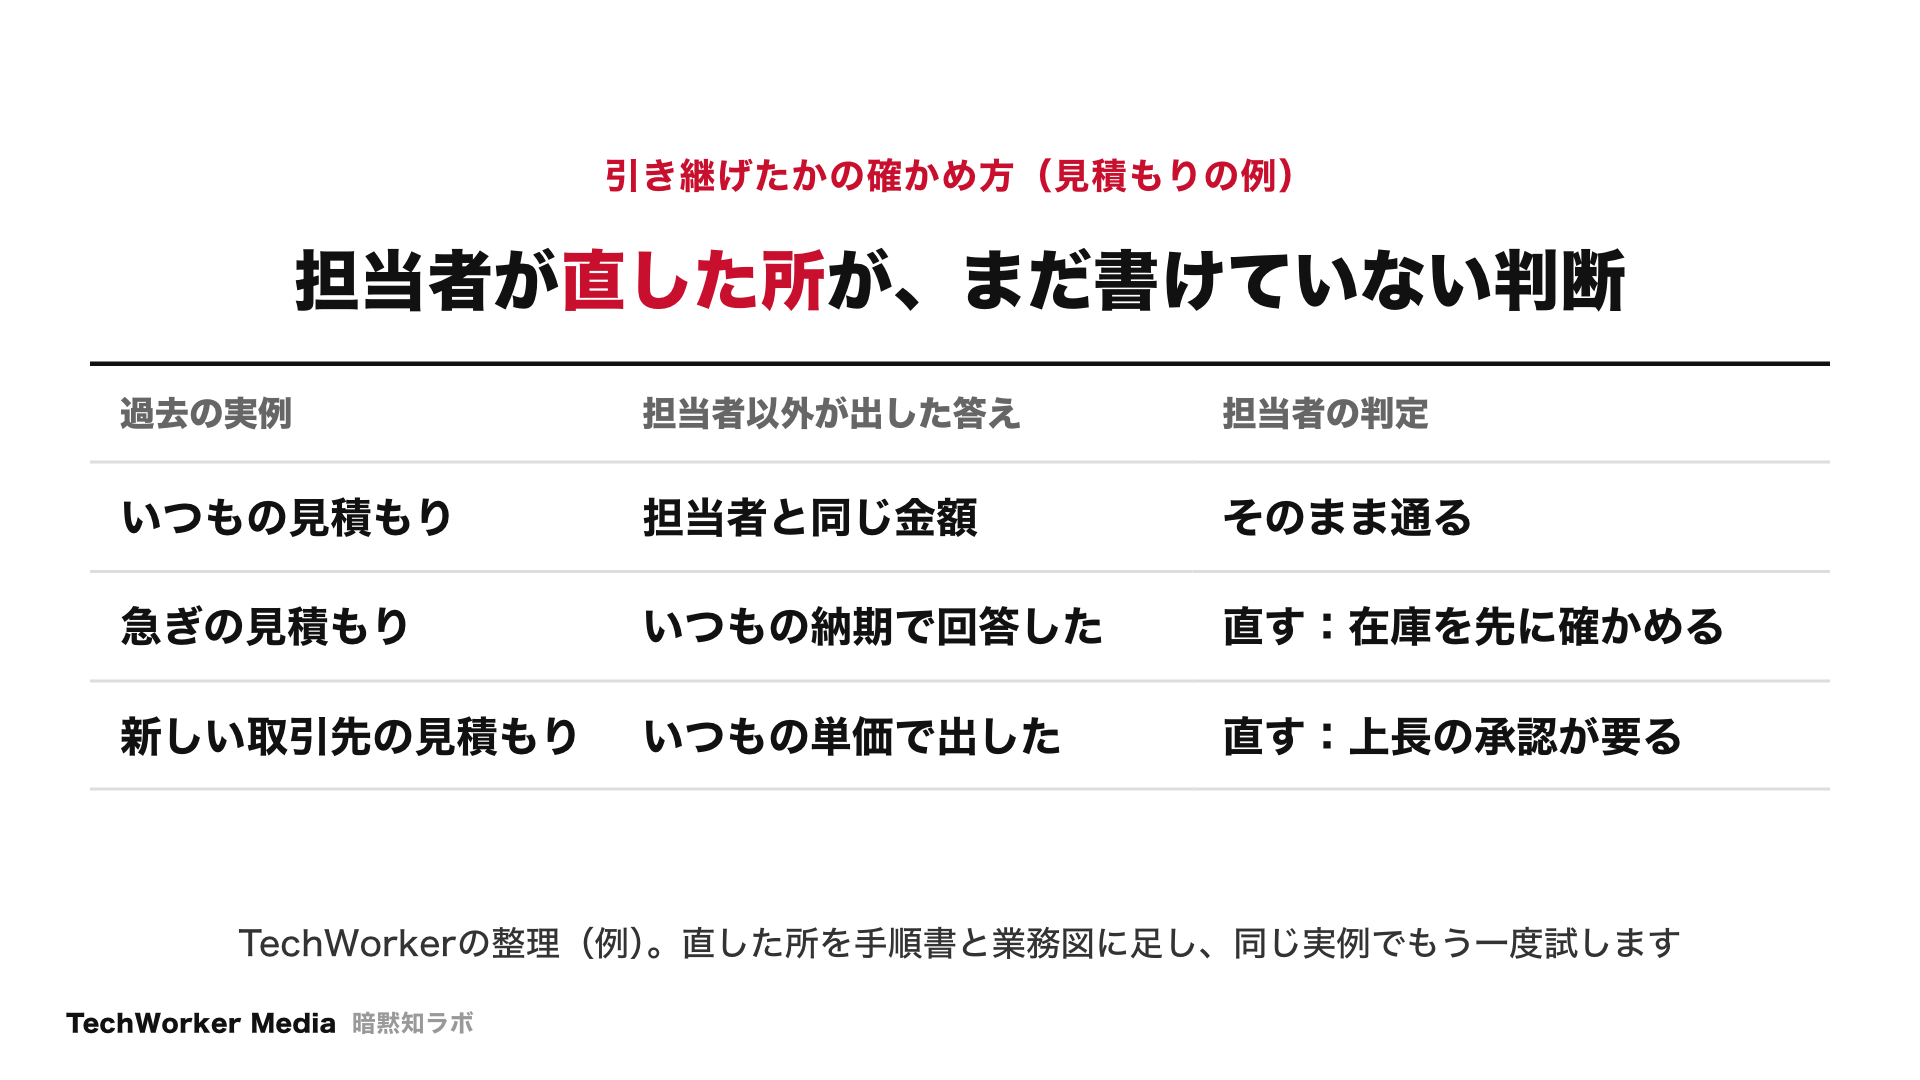 引き継げたかの確かめ方（見積もりの例）
担当者が直した所が、まだ書けていない判断
過去の実例 担当者以外が出した答え 担当者の判定
いつもの見積もり 担当者と同じ金額 そのまま通る
急ぎの見積もり いつもの納期で回答した 直す：在庫を先に確かめる
新しい取引先の見積もり いつもの単価で出した 直す：上長の承認が要る
TechWorkerの整理（例）。直した所を手順書と業務図に足し、同じ実例でもう一度試します
TechWorker Media 暗黙知ラボ